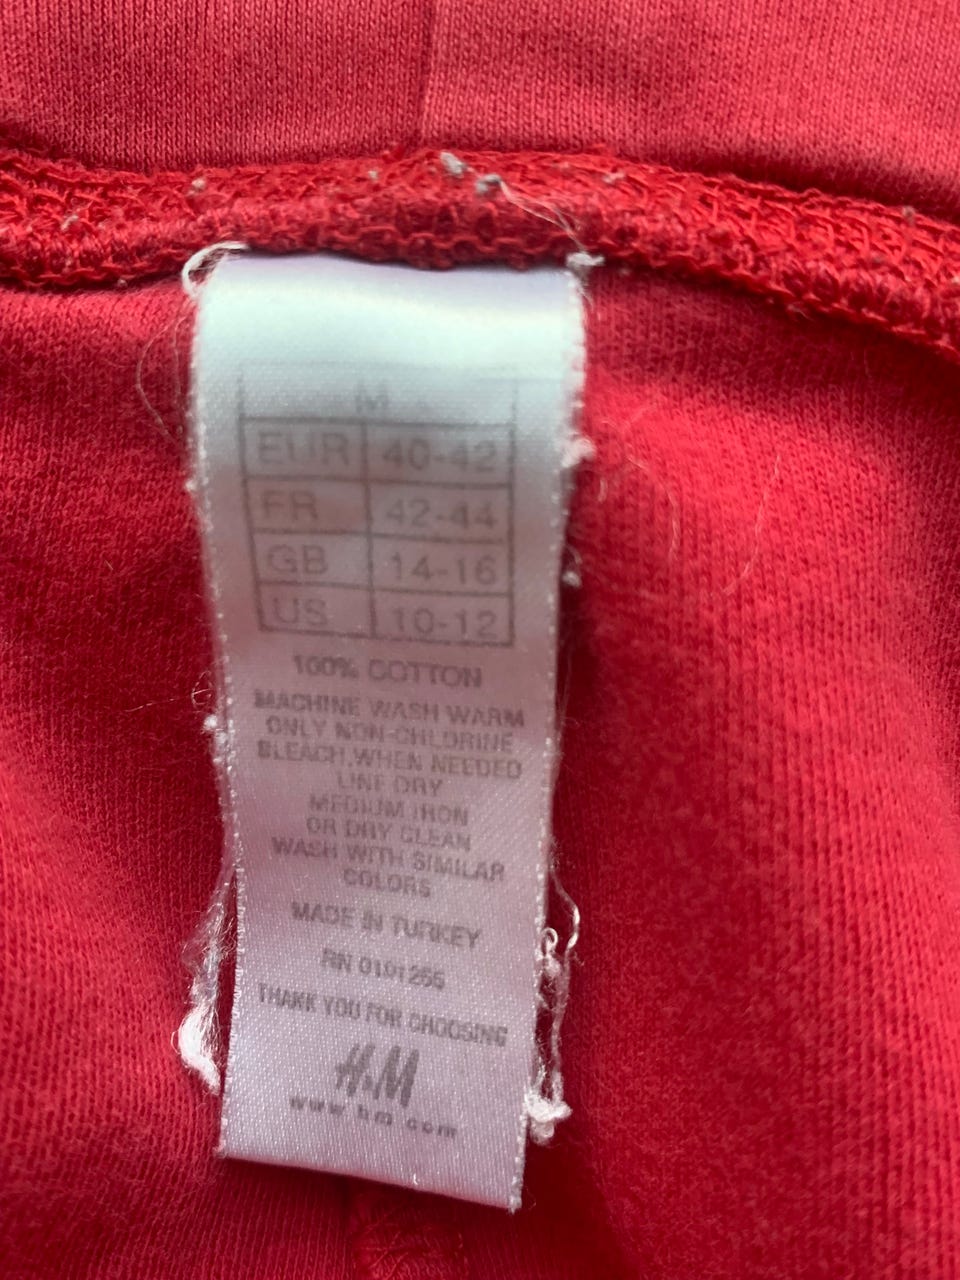 M
EUR 40-42
FR 42-44
GB 14-16
US 10-12
100% COTTON
MACHINE WASH WARM
ONLY NON-CHLORINE
BLEACH,WHEN NEEDED
LINE DRY
MEDIUM IRON
OR DRY CLEAN
WASH WITH SIMILAR
COLORS
MADE IN TURKEY
RN 0101255
THANK YOU FOR CHOOSING
H&M
www hm com